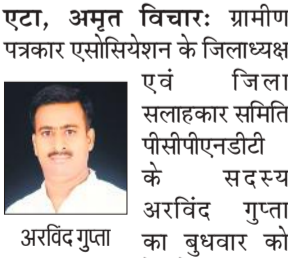 एटा, अमृत विचारः ग्रामीण
पत्रकार एसोसियेशन के जिलाध्यक्ष
एवं जिला
सलाहकार समिति
पीसीपीएनडीटी
के सदस्य
अरविंद गुप्ता
का बुधवार को
अरविंद गुप्ता